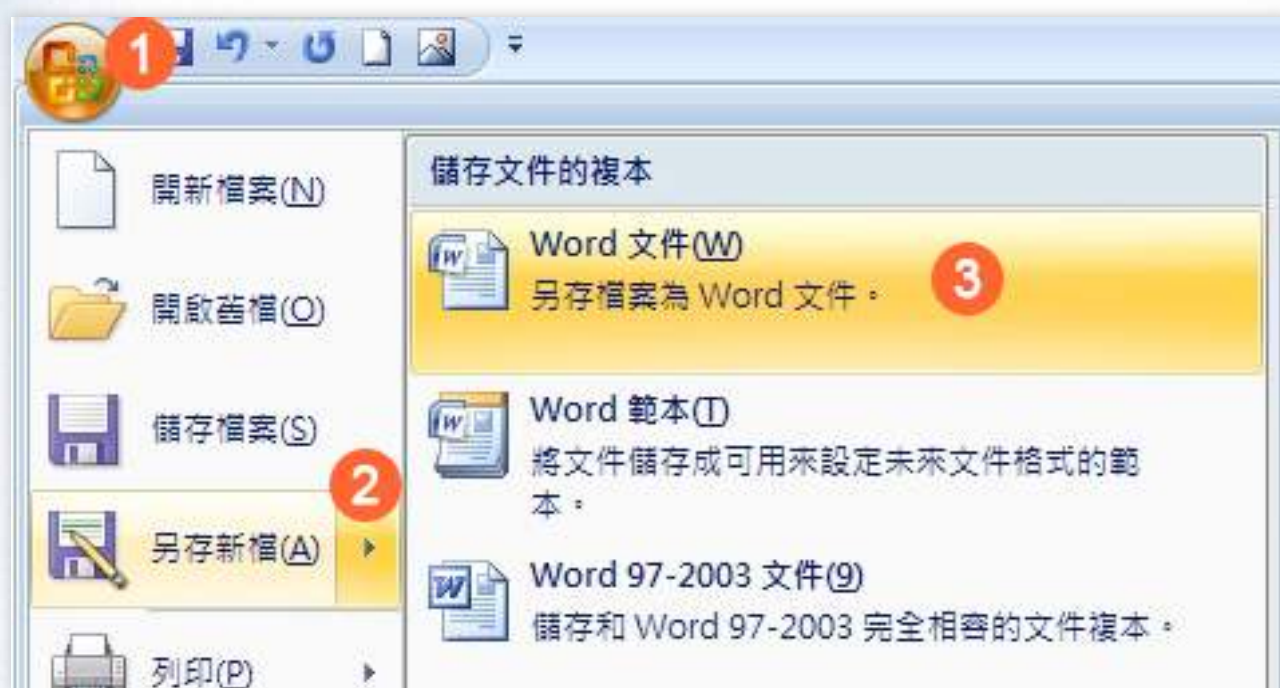 1
開新檔案(N)
開啟舊檔(O)
儲存檔案(S)
2
另存新檔(A)
列印(P)
儲存文件的複本
Word 文件(W)
另存檔案為 Word 文件。
3
Word 範本(T)
將文件儲存成可用來設定未來文件格式的範
本。
Word 97-2003 文件(9)
儲存和 Word 97-2003 完全相容的文件複本。